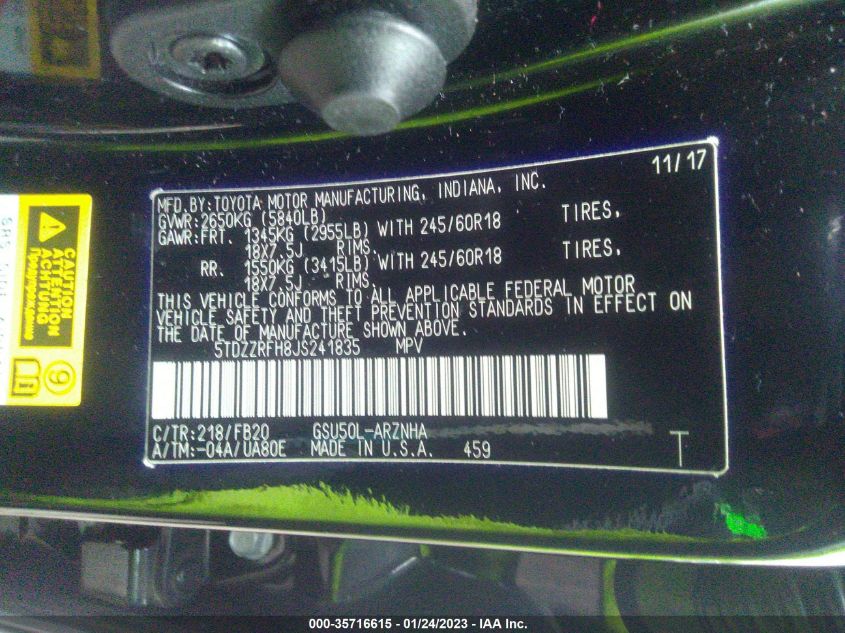 11/17
MFD.BY:TOYOTA MOTOR MANUFACTURING, INDIANA, INC.
GVWR:2650KG (5840LB)
GAWR:FRT. 1345KG (2955LB) WITH 245/60R18 TIRES,
18X7.5J RIMS.
RR. 1550KG (3415LB) WITH 245/60R18 TIRES,
18X7.5J RIMS.
THIS VEHICLE CONFORMS TO ALL APPLICABLE FEDERAL MOTOR
VEHICLE SAFETY AND THEFT PREVENTION STANDARDS IN EFFECT ON
THE DATE OF MANUFACTURE SHOWN ABOVE.
5TDZZRFH8JS241835 MPV
C/TR:218/FB20 GSU50L-ARZNHA
A/TM:-04A/UA80E MADE IN U.S.A. 459 T
CAUTION
ATTENTION
ACHTUNG
9
000-35716615 - 01/24/2023 - IAA Inc.